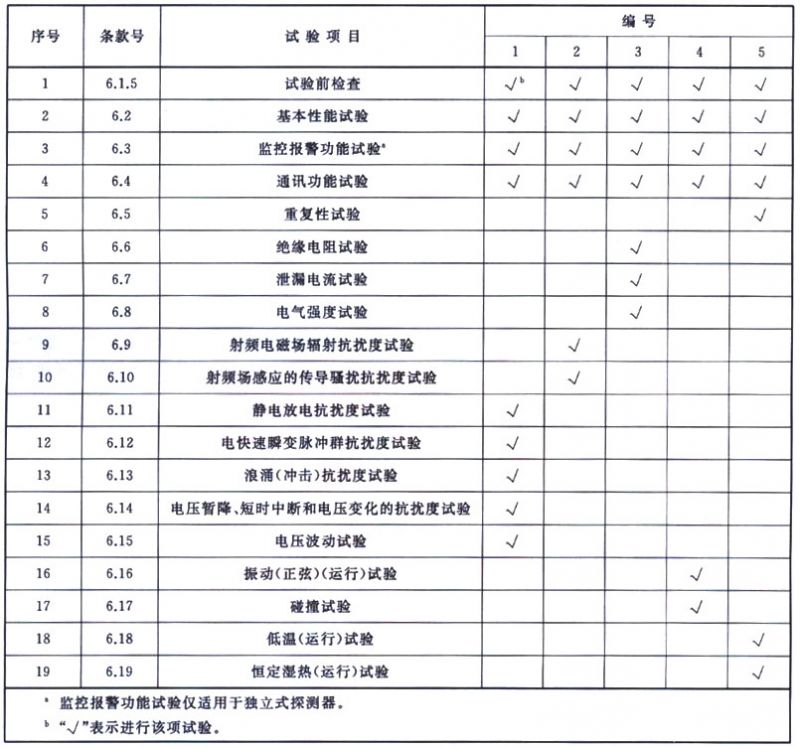 序号 条款号 试验项目 编号
1 2 3 4 5
1 6.1.5 试验前检查 √ᵇ √ √ √ √
2 6.2 基本性能试验 √ √ √ √ √
3 6.3 监控报警功能试验ᵃ √ √ √ √ √
4 6.4 通讯功能试验 √ √ √ √ √
5 6.5 重复性试验 √
6 6.6 绝缘电阻试验 √
7 6.7 泄漏电流试验 √
8 6.8 电气强度试验 √
9 6.9 射频电磁场辐射抗扰度试验 √
10 6.10 射频场感应的传导骚扰抗扰度试验 √
11 6.11 静电放电抗扰度试验 √
12 6.12 电快速瞬变脉冲群抗扰度试验 √
13 6.13 浪涌(冲击)抗扰度试验 √
14 6.14 电压暂降、短时中断和电压变化的抗扰度试验 √
15 6.15 电压波动试验 √
16 6.16 振动(正弦)(运行)试验 √
17 6.17 碰撞试验 √
18 6.18 低温(运行)试验 √
19 6.19 恒定湿热(运行)试验 √
ᵃ 监控报警功能试验仅适用于独立式探测器。
ᵇ “√”表示进行该项试验。